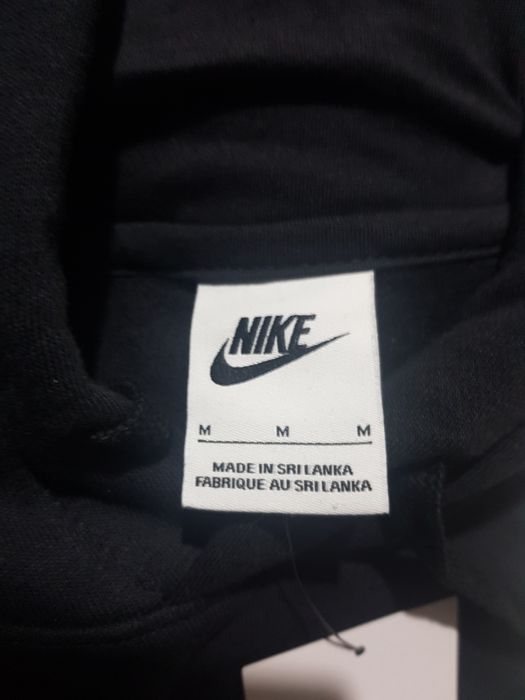 NIKE
M M M
MADE IN SRI LANKA
FABRIQUE AU SRI LANKA